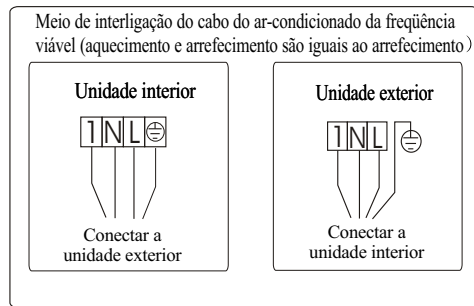 Meio de interligação do cabo do ar-condicionado da freqüência
viável (aquecimento e arrefecimento são iguais ao arrefecimento)
Unidade interior
1 N L
Conectar a
unidade exterior
Unidade exterior
1 N L
Conectar a
unidade interior